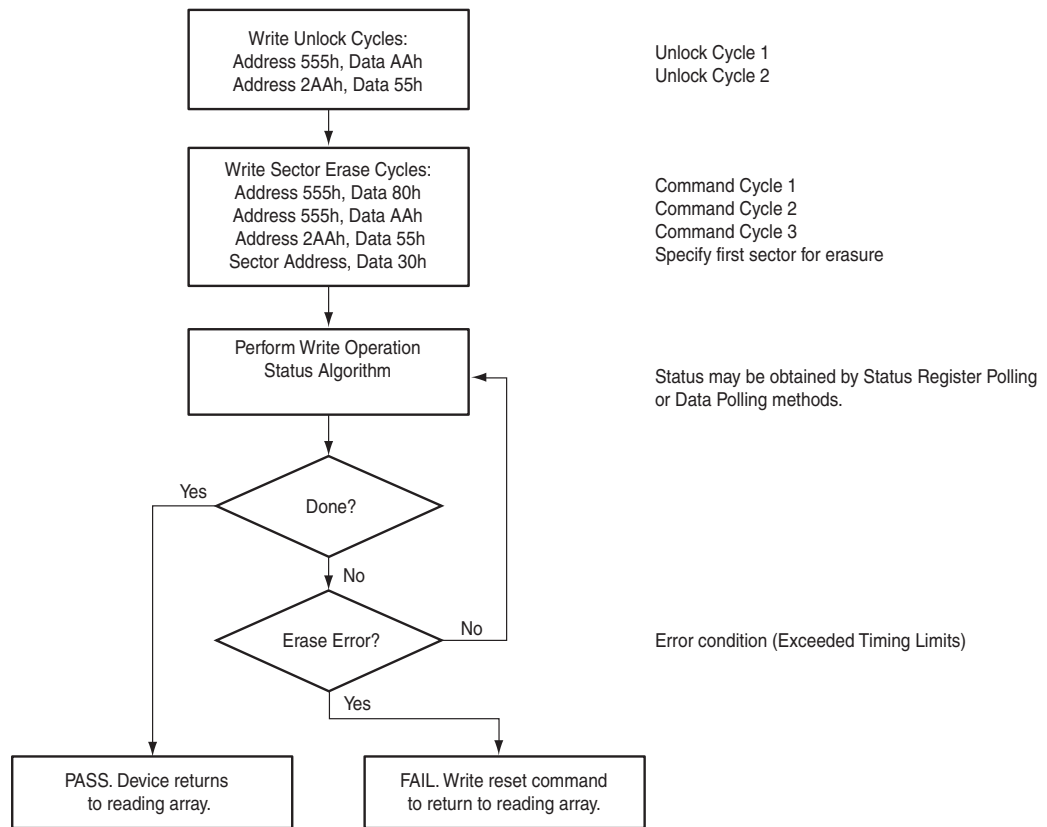 Write Unlock Cycles:
Address 555h, Data AAh
Address 2AAh, Data 55h
Unlock Cycle 1
Unlock Cycle 2
Write Sector Erase Cycles:
Address 555h, Data 80h
Address 555h, Data AAh
Address 2AAh, Data 55h
Sector Address, Data 30h
Command Cycle 1
Command Cycle 2
Command Cycle 3
Specify first sector for erasure
Perform Write Operation
Status Algorithm
Status may be obtained by Status Register Polling
or Data Polling methods.
Yes
Done?
No
Erase Error?
No
Error condition (Exceeded Timing Limits)
Yes
PASS. Device returns
to reading array.
FAIL. Write reset command
to return to reading array.